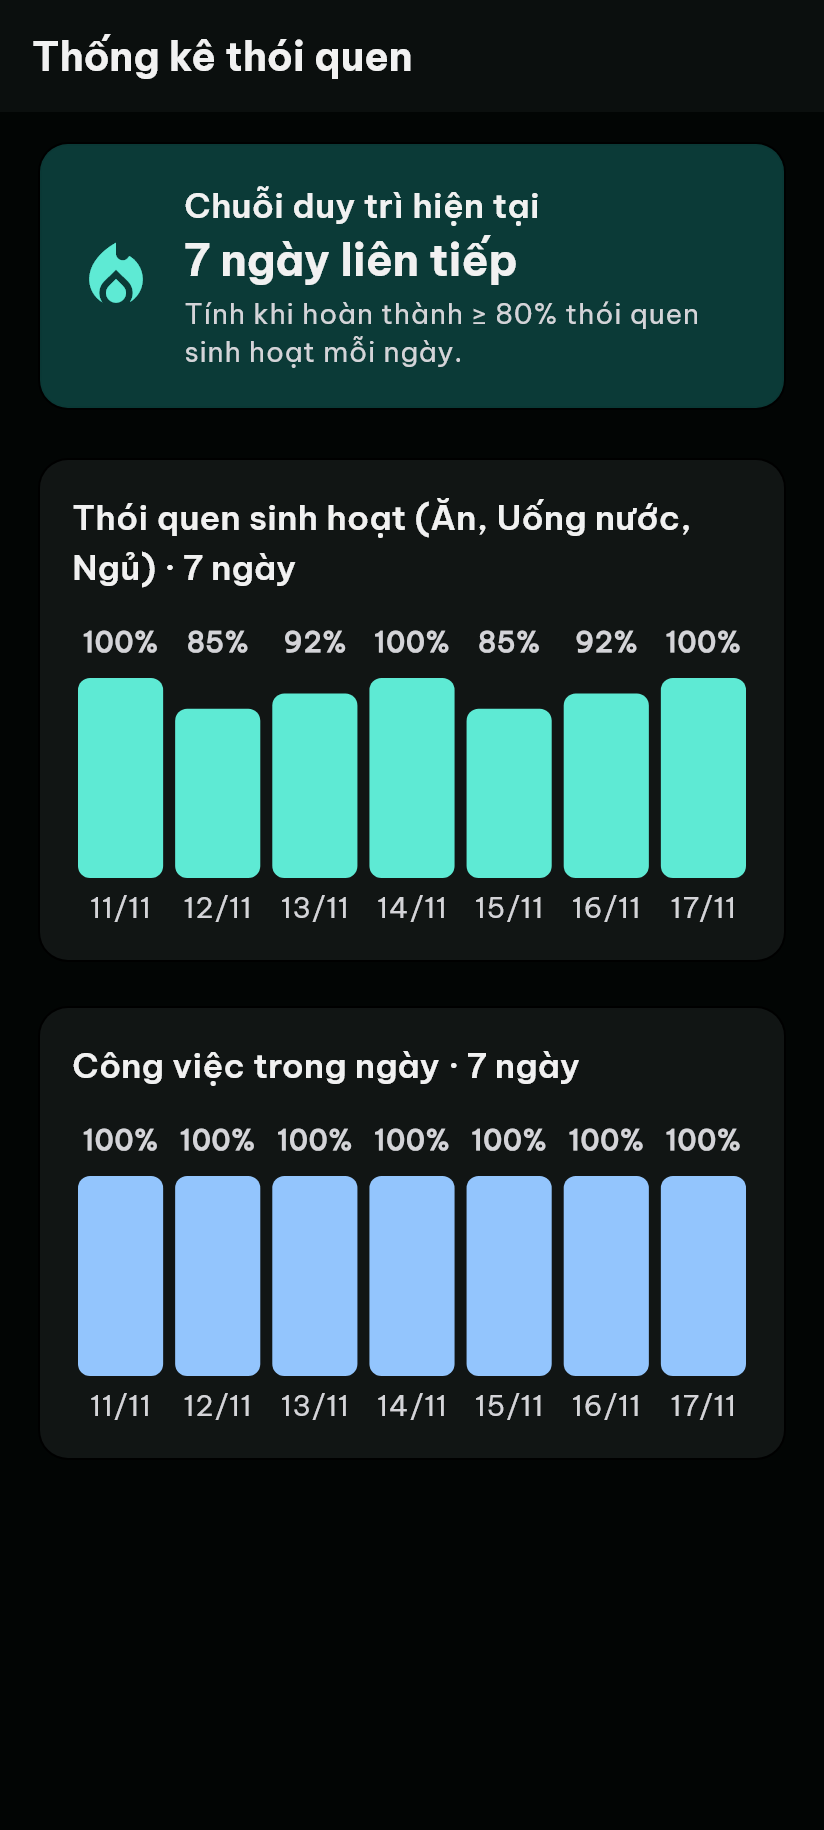 Thống kê thói quen
Chuỗi duy trì hiện tại
7 ngày liên tiếp
Tính khi hoàn thành ≥ 80% thói quen
sinh hoạt mỗi ngày.
Thói quen sinh hoạt (Ăn, Uống nước,
Ngủ) · 7 ngày
100% 85% 92% 100% 85% 92% 100%
11/11 12/11 13/11 14/11 15/11 16/11 17/11
Công việc trong ngày · 7 ngày
100% 100% 100% 100% 100% 100% 100%
11/11 12/11 13/11 14/11 15/11 16/11 17/11